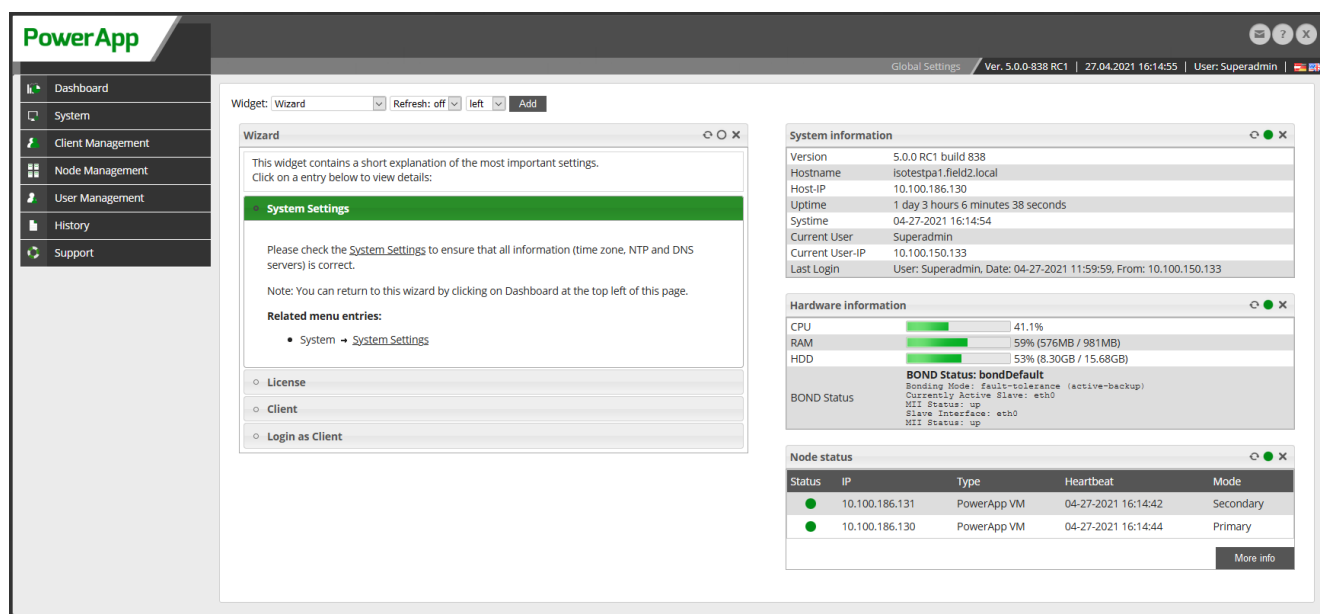 PowerApp
Global Settings Ver. 5.0.0-838 RC1 | 27.04.2021 16:14:55 | User: Superadmin |
Dashboard
System
Client Management
Node Management
User Management
History
Support
Widget: Wizard Refresh: off left Add
Wizard
This widget contains a short explanation of the most important settings.
Click on a entry below to view details:
System Settings
Please check the System Settings to ensure that all information (time zone, NTP and DNS
servers) is correct.
Note: You can return to this wizard by clicking on Dashboard at the top left of this page.
Related menu entries:
• System → System Settings
License
Client
Login as Client
System information
Version 5.0.0 RC1 build 838
Hostname isotestpa1.field2.local
Host-IP 10.100.186.130
Uptime 1 day 3 hours 6 minutes 38 seconds
Systime 04-27-2021 16:14:54
Current User Superadmin
Current User-IP 10.100.150.133
Last Login User: Superadmin, Date: 04-27-2021 11:59:59, From: 10.100.150.133
Hardware information
CPU 41.1%
RAM 59% (576MB / 981MB)
HDD 53% (8.30GB / 15.68GB)
BOND Status
BOND Status: bondDefault
Bonding Mode: fault-tolerance (active-backup)
Currently Active Slave: eth0
MII Status: up
Slave Interface: eth0
MII Status: up
Node status
Status IP Type Heartbeat Mode
10.100.186.131 PowerApp VM 04-27-2021 16:14:42 Secondary
10.100.186.130 PowerApp VM 04-27-2021 16:14:44 Primary
More info